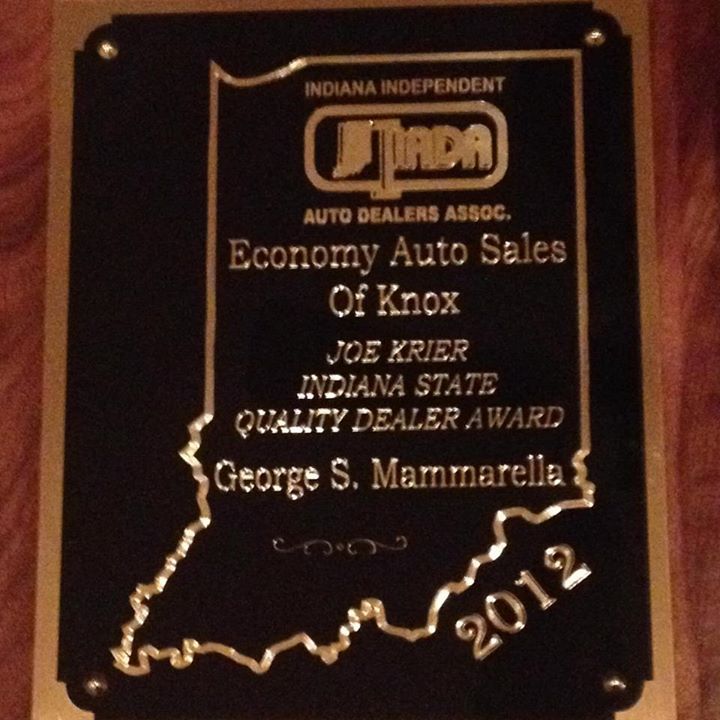 INDIANA INDEPENDENT
IIADA
AUTO DEALERS ASSOC.
Economy Auto Sales
Of Knox
JOE KRIER
INDIANA STATE
QUALITY DEALER AWARD
George S. Mammarella
2012